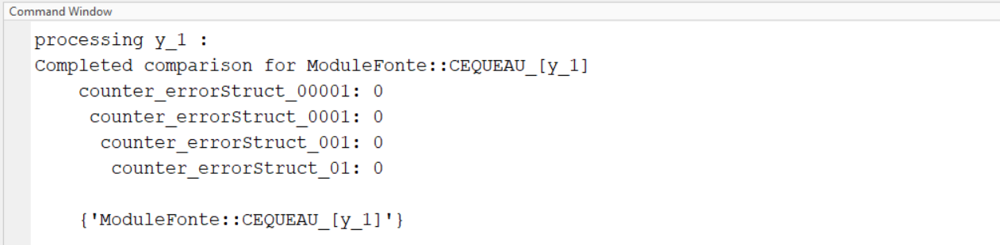 Command Window
processing y_1 :
Completed comparison for ModuleFonte::CEQUEAU_[y_1]
counter_errorStruct_00001: 0
counter_errorStruct_0001: 0
counter_errorStruct_001: 0
counter_errorStruct_01: 0
{'ModuleFonte::CEQUEAU_[y_1]'}